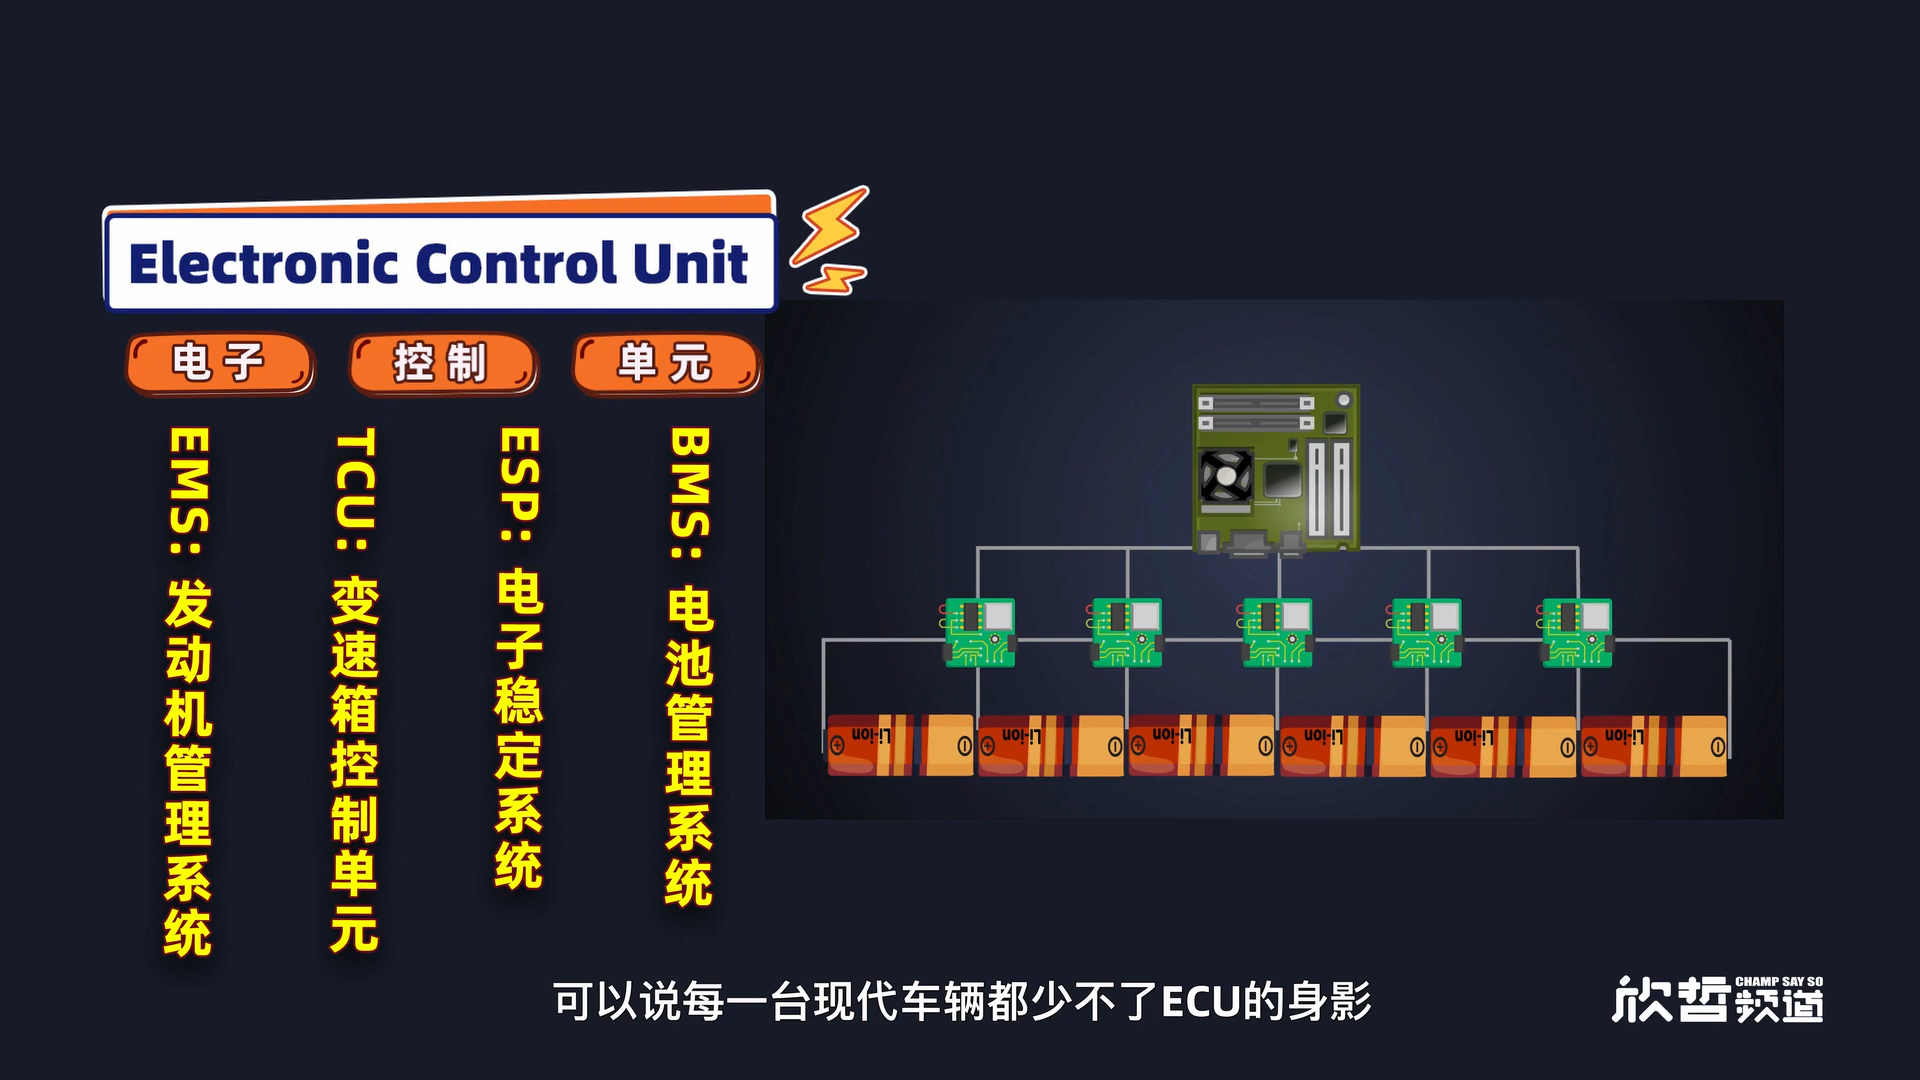 Electronic Control Unit
电子
控制
单元
EMS: 发动机管理系统
TCU: 变速箱控制单元
ESP: 电子稳定系统
BMS: 电池管理系统
Li-ion
Li-ion
Li-ion
Li-ion
Li-ion
Li-ion
可以说每一台现代车辆都少不了ECU的身影
欣哲频道
CHAMP SAY SO